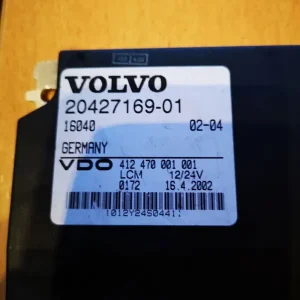 VOLVO
20427169-01
16040 02-04
GERMANY
VDO 412 470 001 001
LCM 12/24V
0172 16.4.2002